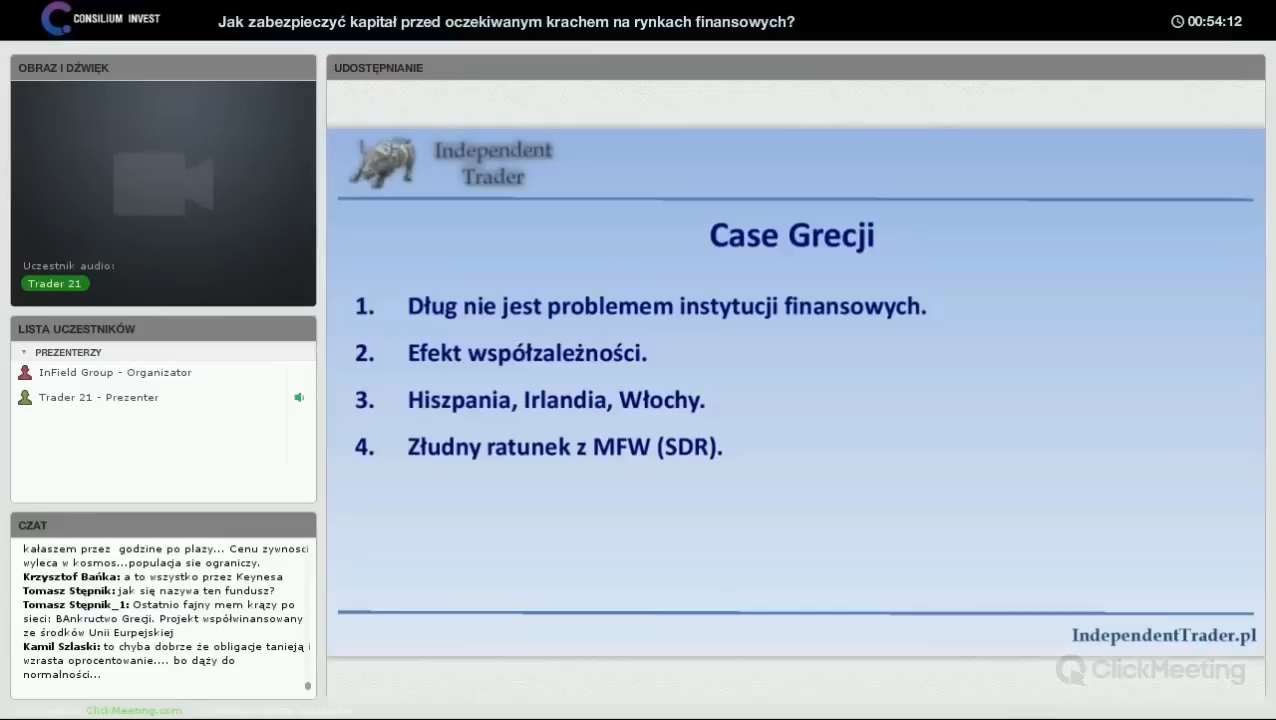 CONSILIUM INVEST
Jak zabezpieczyć kapitał przed oczekiwanym krachem na rynkach finansowych?
00:54:12
OBRAZ I DŹWIĘK
Uczestnik audio:
Trader 21
LISTA UCZESTNIKÓW
PREZENTERZY
InField Group - Organizator
Trader 21 - Prezenter
CZAT
kałaszem przez godzine po plazy... Cenu zywnosci
wyleca w kosmos...populacja sie ograniczy.
Krzysztof Bańka: a to wszystko przez Keynesa
Tomasz Stępnik: jak się nazywa ten fundusz?
Tomasz Stępnik_1: Ostatnio fajny mem krązy po
sieci: BAnkructwo Grecji. Projekt współwinansowany
ze środków Unii Eurpejskiej
Kamil Szlaski: to chyba dobrze że obligacje tanieją i
wzrasta oprocentowanie.... bo dąży do
normalności...
ClickMeeting.com
UDOSTĘPNIANIE
Independent
Trader
Case Grecji
1. Dług nie jest problemem instytucji finansowych.
2. Efekt współzależności.
3. Hiszpania, Irlandia, Włochy.
4. Złudny ratunek z MFW (SDR).
IndependentTrader.pl
ClickMeeting